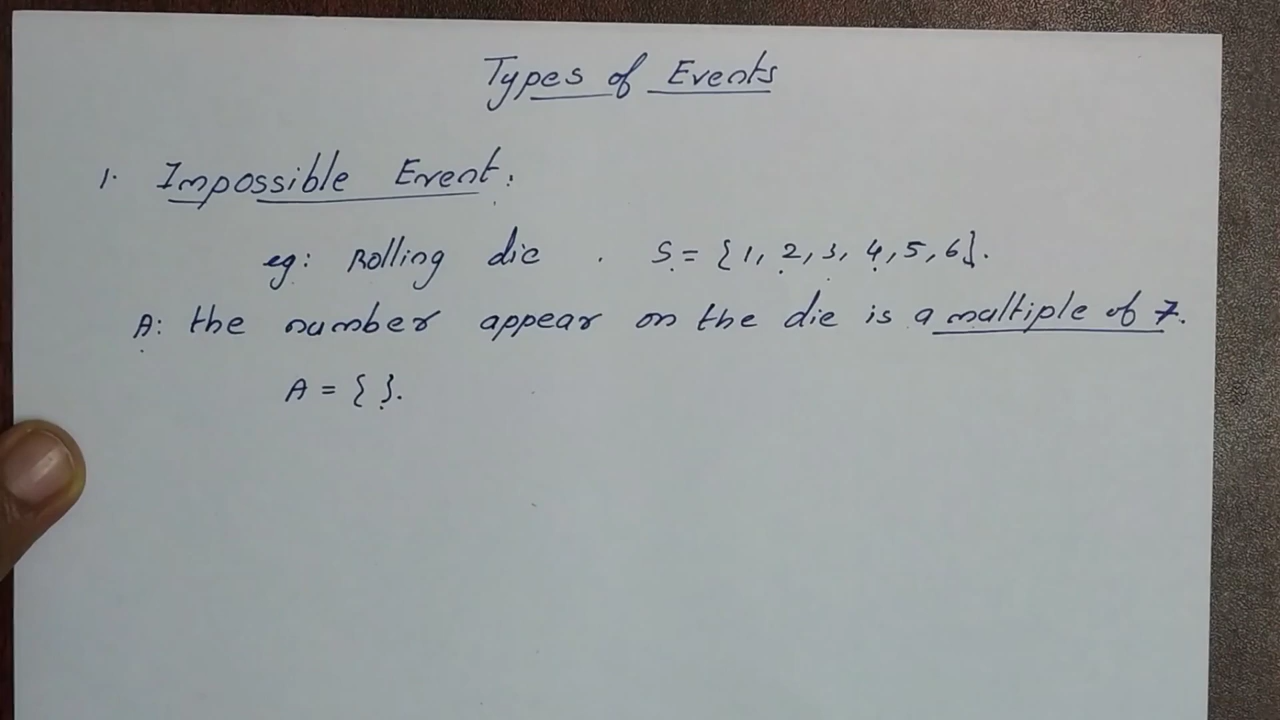 Types of Events
1. Impossible Event:
eg: Rolling die . S = {1, 2, 3, 4, 5, 6}.
A: the number appear on the die is a multiple of 7.
A = { }.